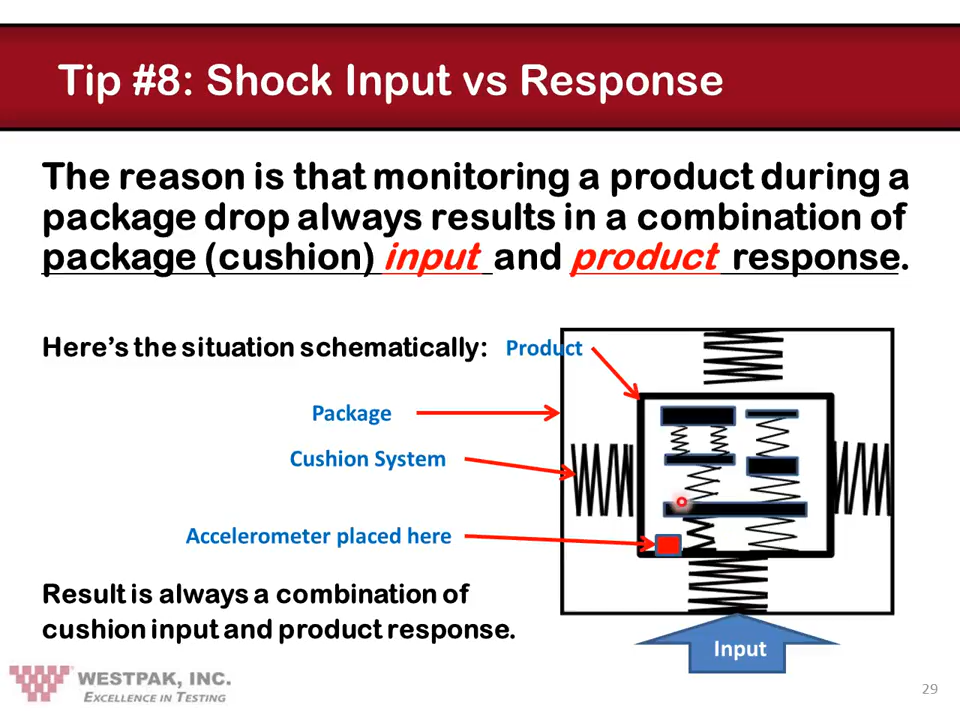 Tip #8: Shock Input vs Response
The reason is that monitoring a product during a
package drop always results in a combination of
package (cushion) input and product response.
Here's the situation schematically:
Product
Package
Cushion System
Accelerometer placed here
Result is always a combination of
cushion input and product response.
Input
WESTPAK, INC.
EXCELLENCE IN TESTING
29